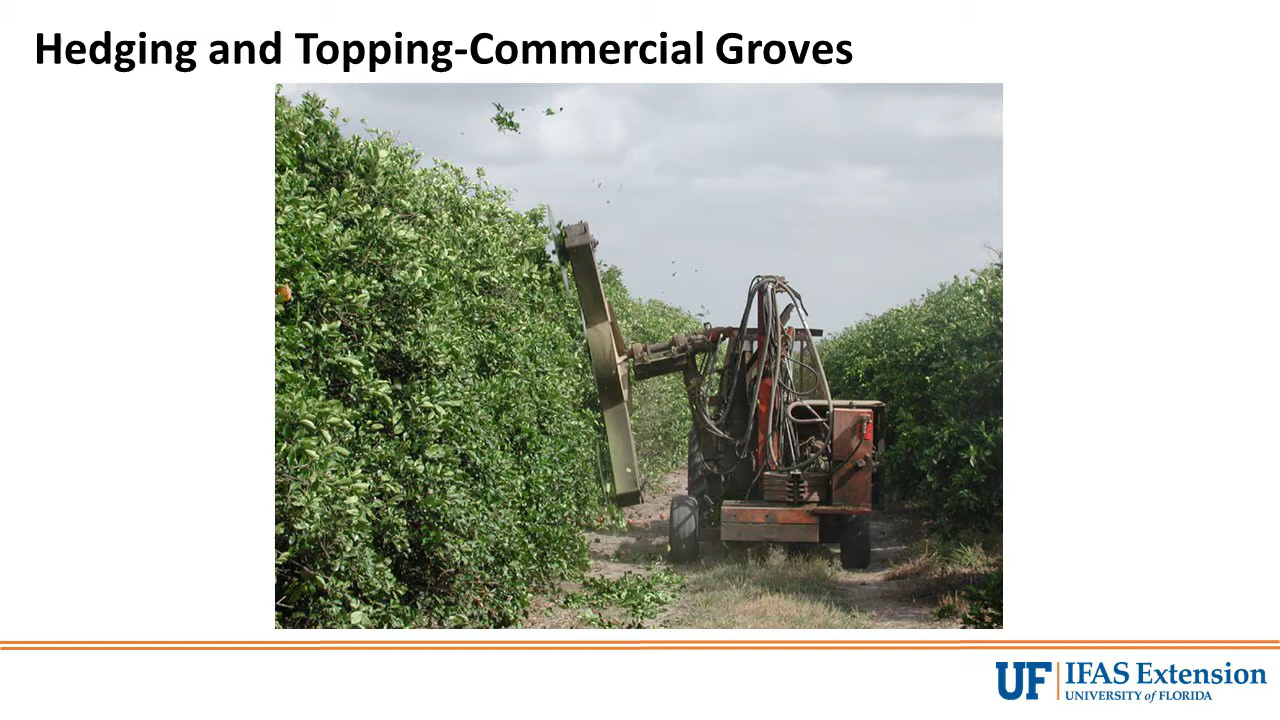 Hedging and Topping-Commercial Groves
UF IFAS Extension
UNIVERSITY of FLORIDA